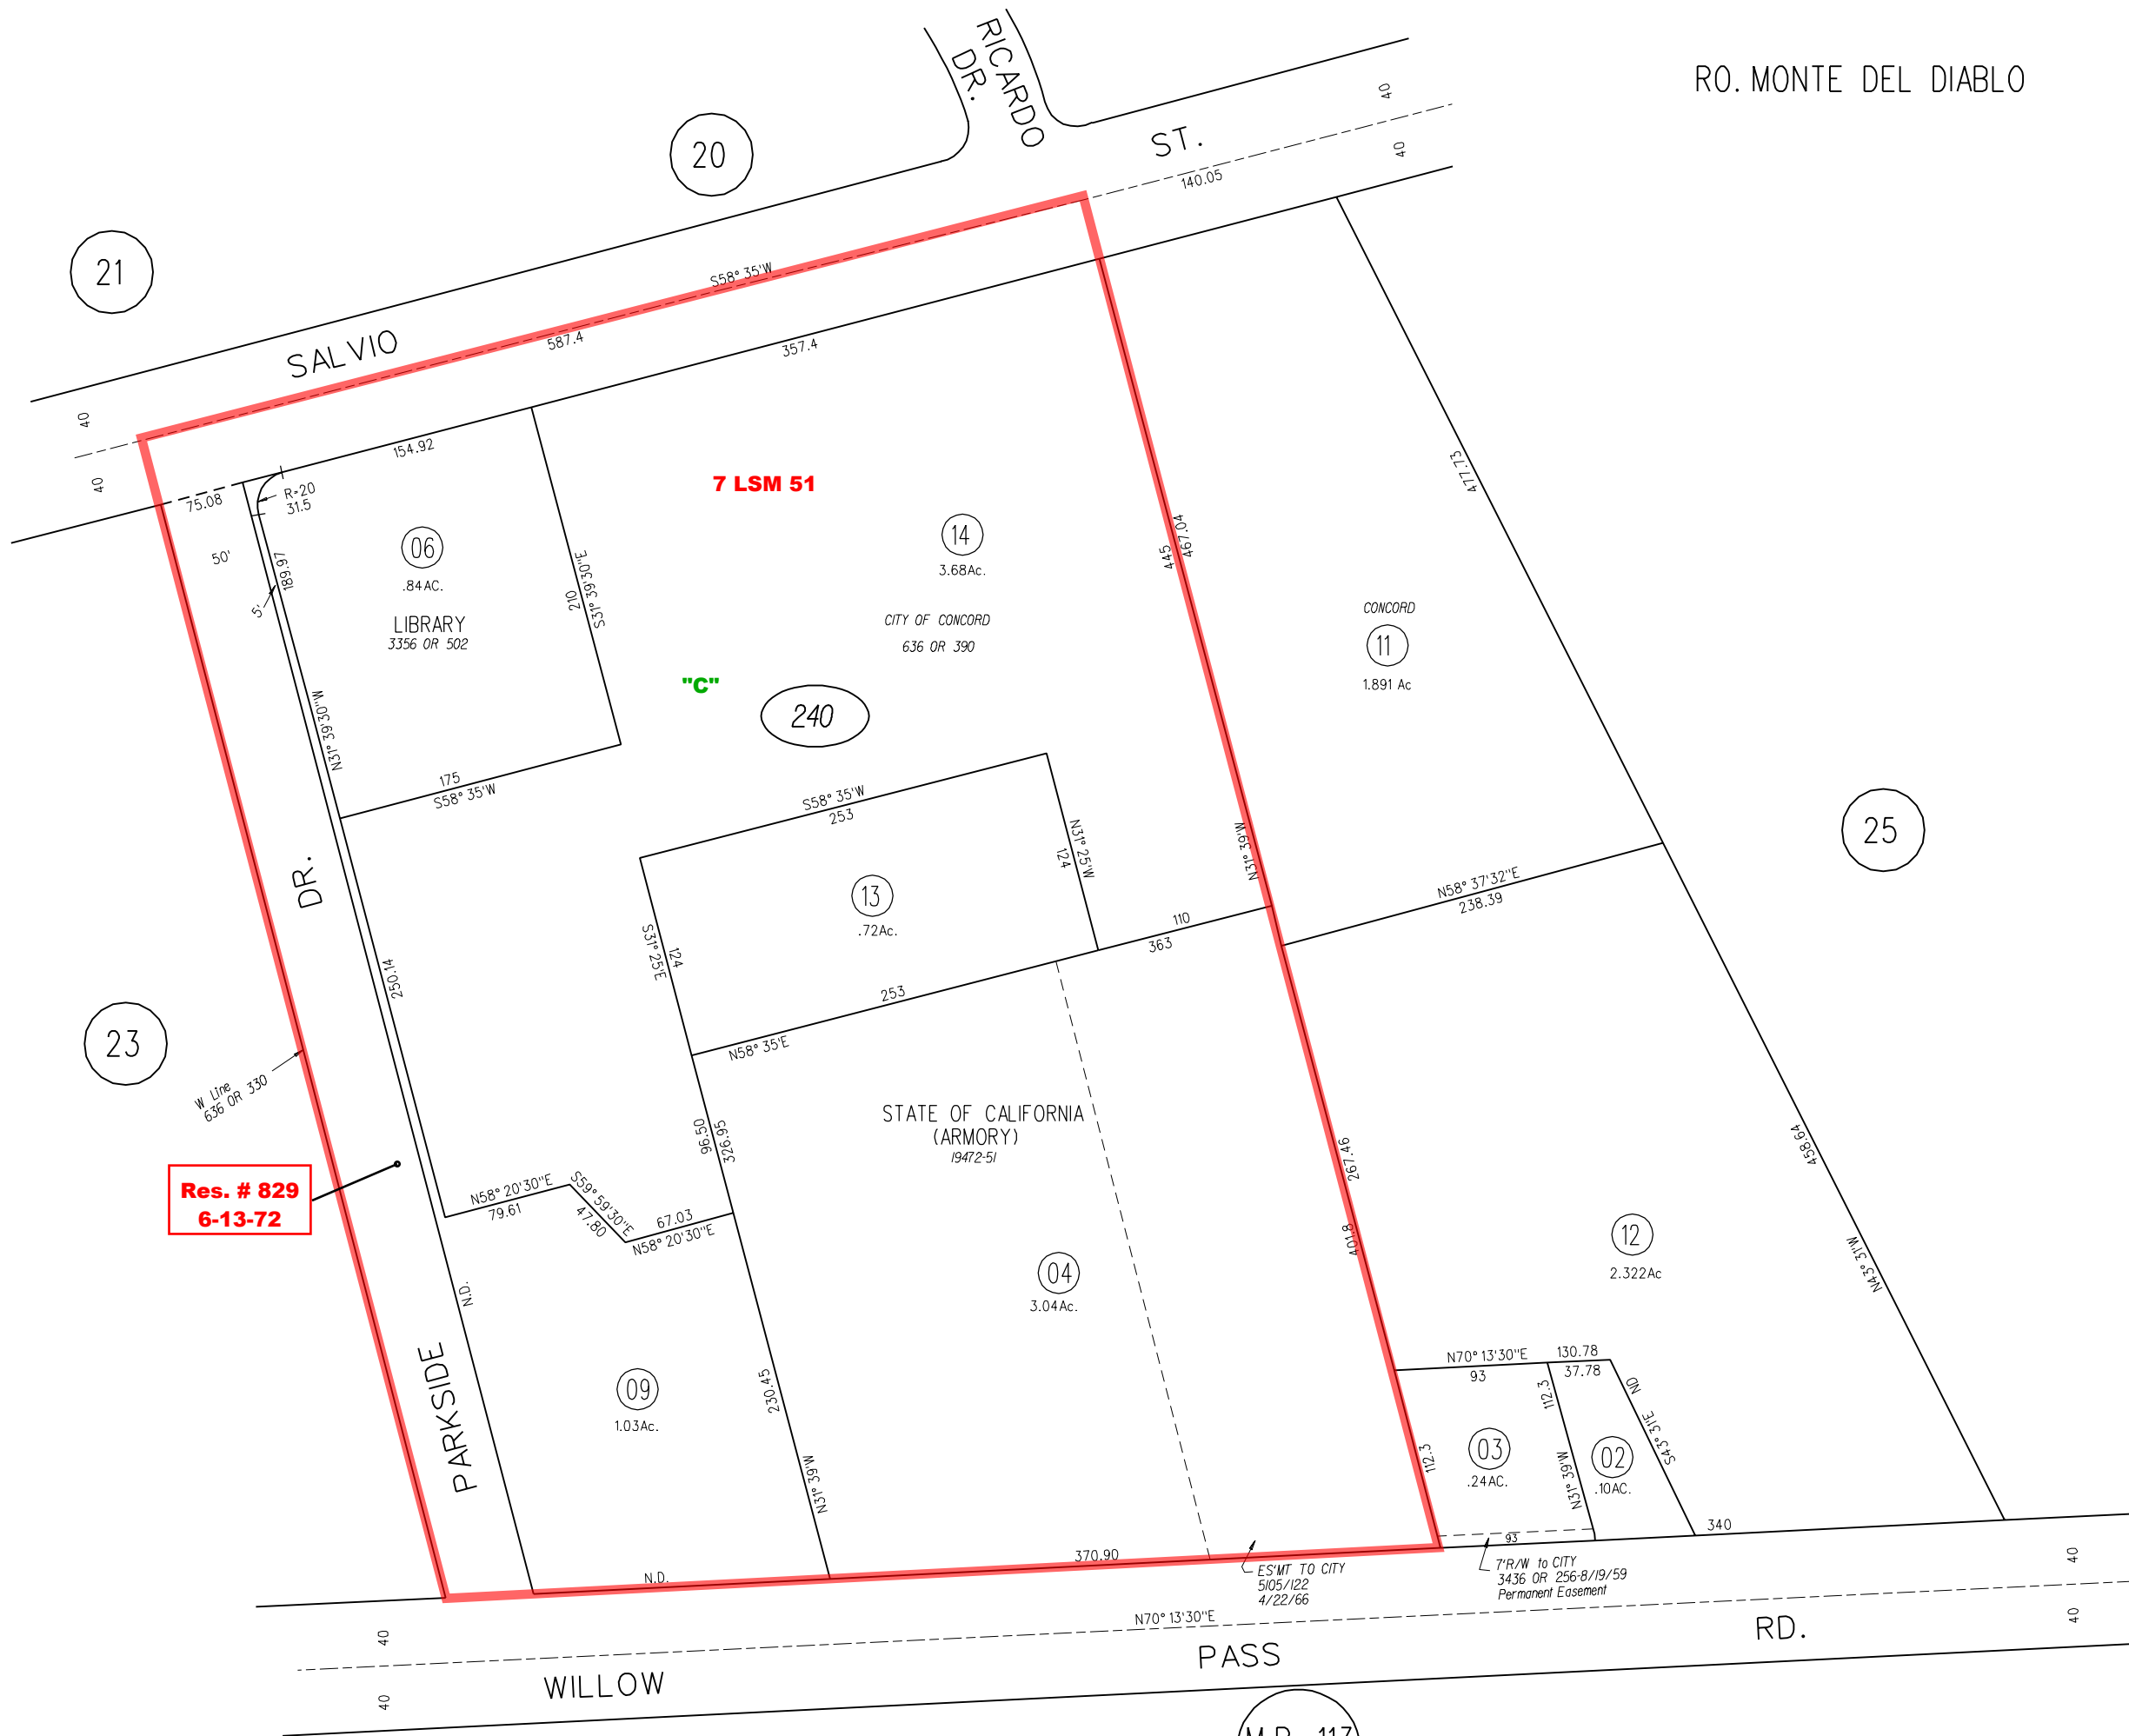 RO. MONTE DEL DIABLO
RICARDO
DR.
40
40
20
ST.
140.05
21
S58° 35'W
587.4
357.4
SALVIO
40
40
154.92
75.08
R=20
31.5
50'
7 LSM 51
189.97
5'
06
.84AC.
LIBRARY
3356 OR 502
S31° 39'30"E
210
14
3.68Ac.
CITY OF CONCORD
636 OR 390
467.04
445
477.73
CONCORD
11
1.891 Ac
"C"
240
N31° 39'30"W
175
S58° 35'W
S58° 35'W
253
N31° 25'W
124
N31° 39'W
25
DR.
13
.72Ac.
N58° 37'32"E
238.39
110
363
S31° 25'E
124
253
N58° 35'E
250.14
23
W Line
636 OR 330
STATE OF CALIFORNIA
(ARMORY)
19472-51
96.50
326.95
267.46
401.8
458.64
Res. # 829
6-13-72
N58° 20'30"E
79.61
S59° 59'30"E
47.80
67.03
N58° 20'30"E
N.D.
04
3.04Ac.
12
2.322Ac
N43° 31'W
PARKSIDE
09
1.03Ac.
230.45
N31° 39'W
N70° 13'30"E
93
130.78
37.78
ND
112.3
112.3
S43° 31'E
03
.24AC.
N31° 39'W
02
.10AC.
N.D.
370.90
93
340
ES'MT TO CITY
5105/122
4/22/66
7'R/W to CITY
3436 OR 256-8/19/59
Permanent Easement
N70° 13'30"E
40
40
40
40
WILLOW
PASS
RD.